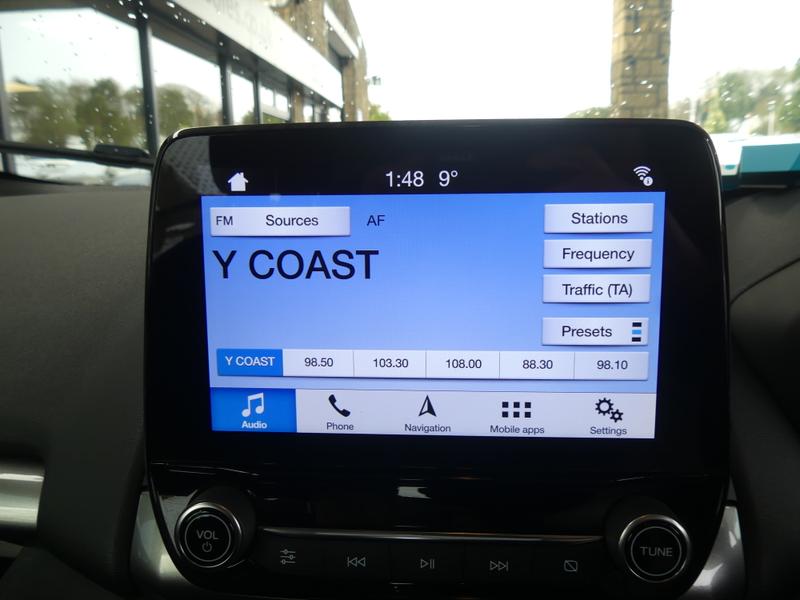 1:48 9°
FM Sources AF Stations
Y COAST
Frequency
Traffic (TA)
Presets
Y COAST 98.50 103.30 108.00 88.30 98.10
Audio Phone Navigation Mobile apps Settings
VOL
TUNE